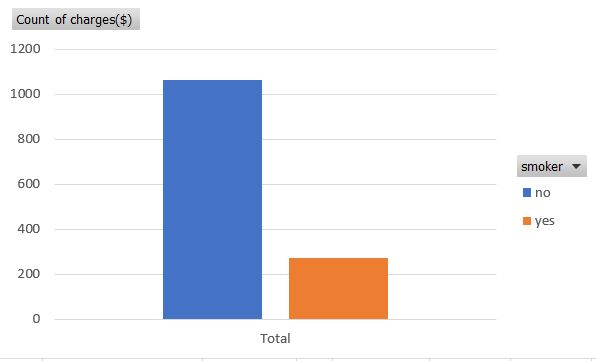 Count of charges($)
1200
1000
800
600
400
200
0
Total
smoker
no
yes